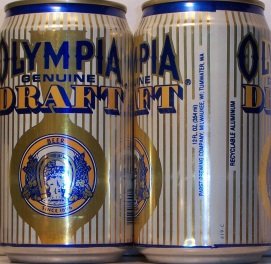 OLYMPIA
GENUINE
DRAFT
BEER
OLYMPIA
GENUINE
DRAFT
®
12 FL. OZ. (354 ml)
PABST BREWING COMPANY, MILWAUKEE, WI, TUMWATER, WA
RECYCLABLE ALUMINUM